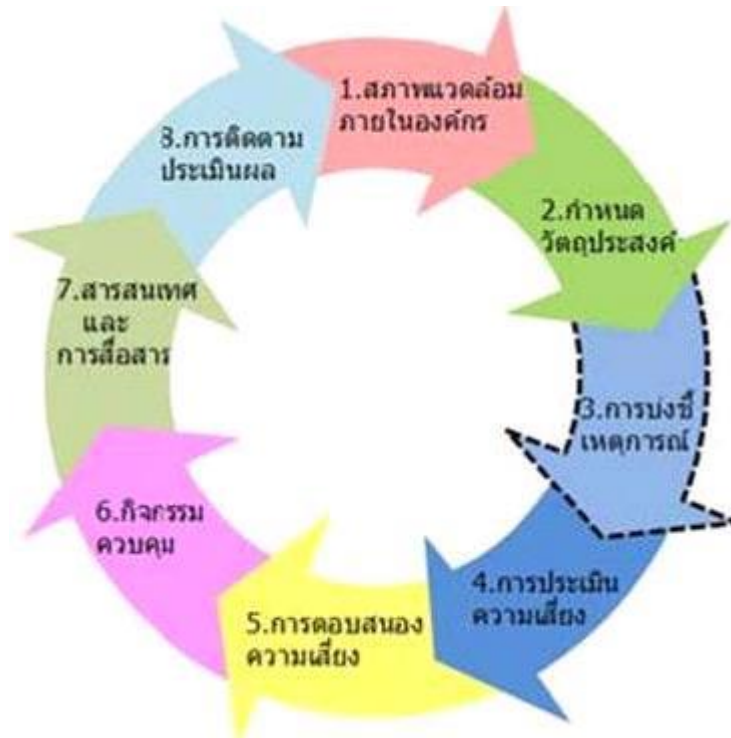 1.สภาพแวดล้อม
ภายในองค์กร
2.กำหนด
วัตถุประสงค์
3.การบ่งชี้
เหตุการณ์
4.การประเมิน
ความเสี่ยง
5.การตอบสนอง
ความเสี่ยง
6.กิจกรรม
ควบคุม
7.สารสนเทศ
และ
การสื่อสาร
8.การติดตาม
ประเมินผล